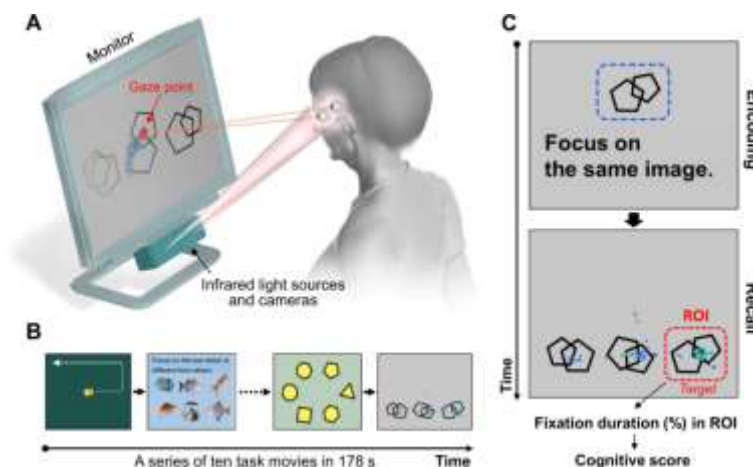 A
Monitor
Gaze point
Infrared light sources
and cameras
B
A series of ten task movies in 178 s
Time
C
Encoding
Focus on
the same image.
Recall
ROI
Target
Time
Fixation duration (%) in ROI
Cognitive score